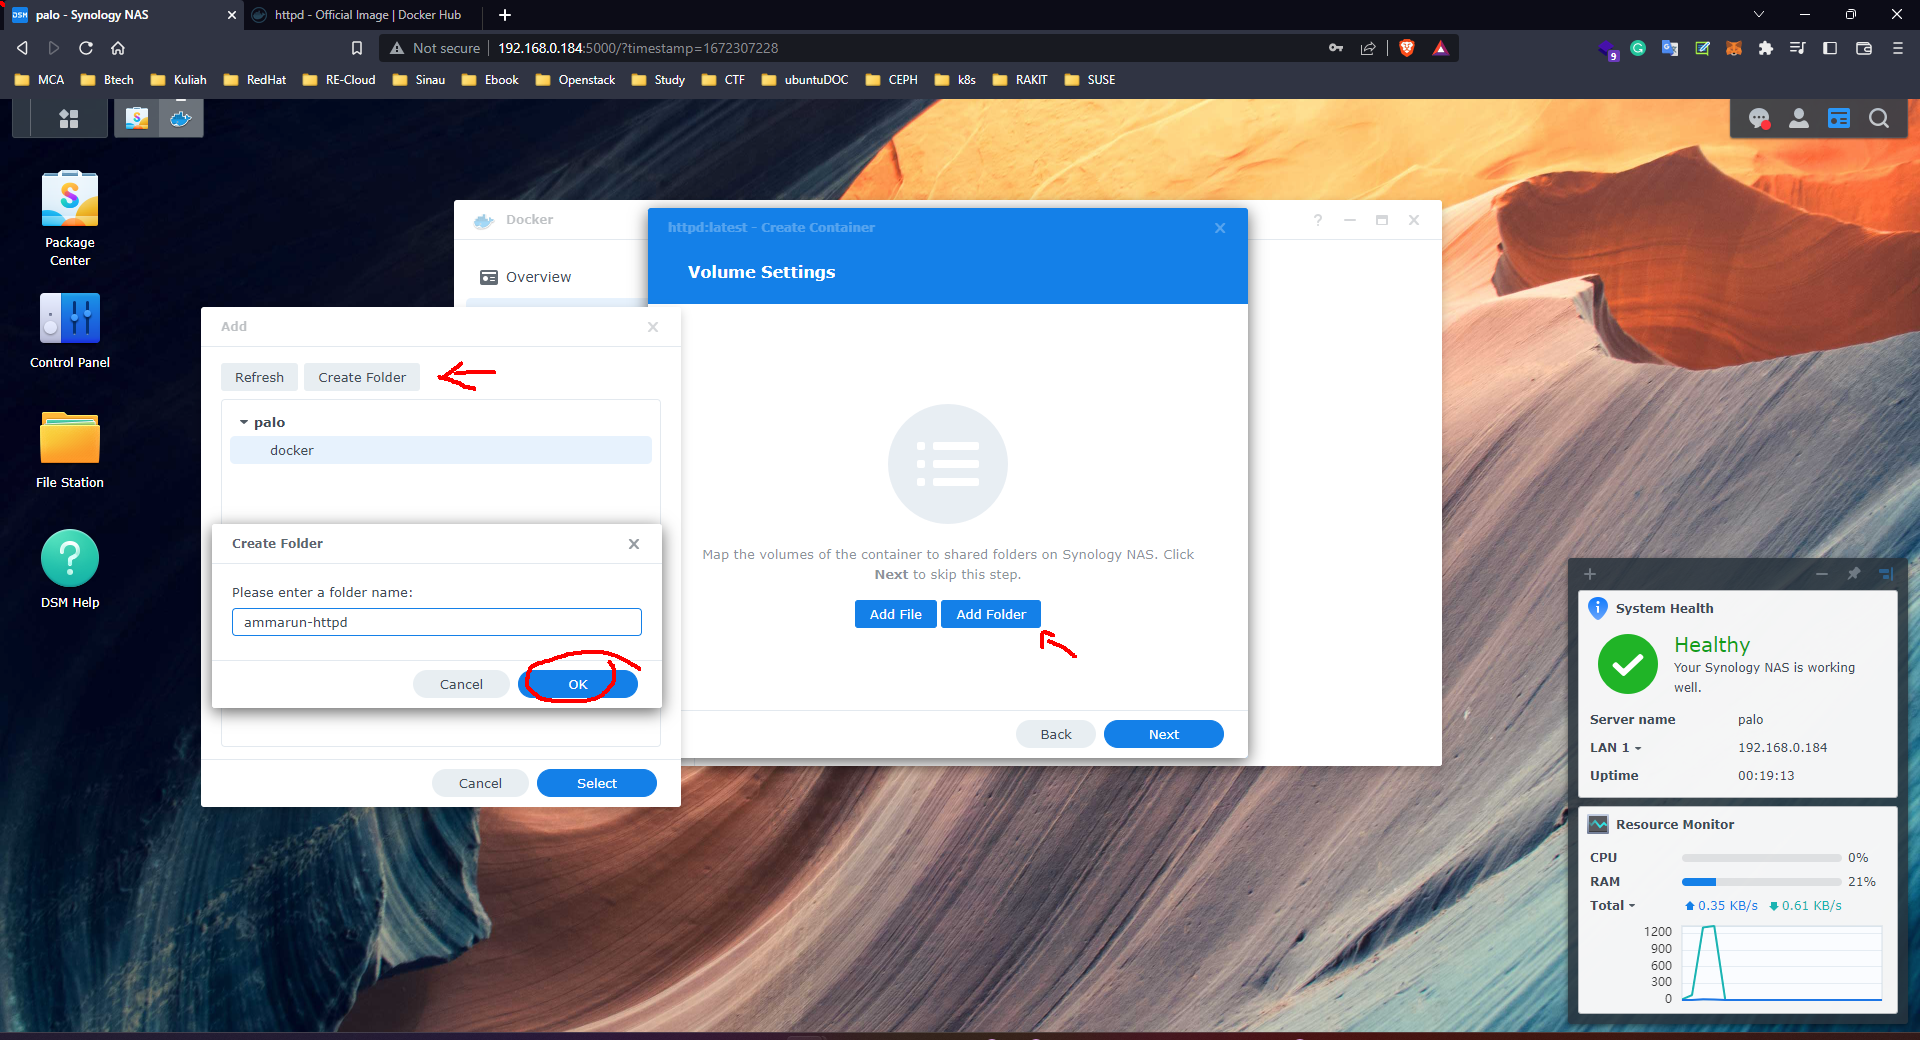 palo - Synology NAS
httpd - Official Image | Docker Hub
Not secure
192.168.0.184:5000/?timestamp=1672307228
9
MCA
Btech
Kuliah
RedHat
RE-Cloud
Sinau
Ebook
Openstack
Study
CTF
ubuntuDOC
CEPH
k8s
RAKIT
SUSE
Package
Center
Control Panel
File Station
DSM Help
Docker
Overview
httpd:latest - Create Container
Volume Settings
Map the volumes of the container to shared folders on Synology NAS. Click
Next to skip this step.
Add File
Add Folder
Back
Next
Add
Refresh
Create Folder
palo
docker
Create Folder
Please enter a folder name:
ammarun-httpd
Cancel
OK
Cancel
Select
System Health
Healthy
Your Synology NAS is working
well.
Server name palo
LAN 1 192.168.0.184
Uptime 00:19:13
Resource Monitor
CPU 0%
RAM 21%
Total 0.35 KB/s 0.61 KB/s
1200
900
600
300
0